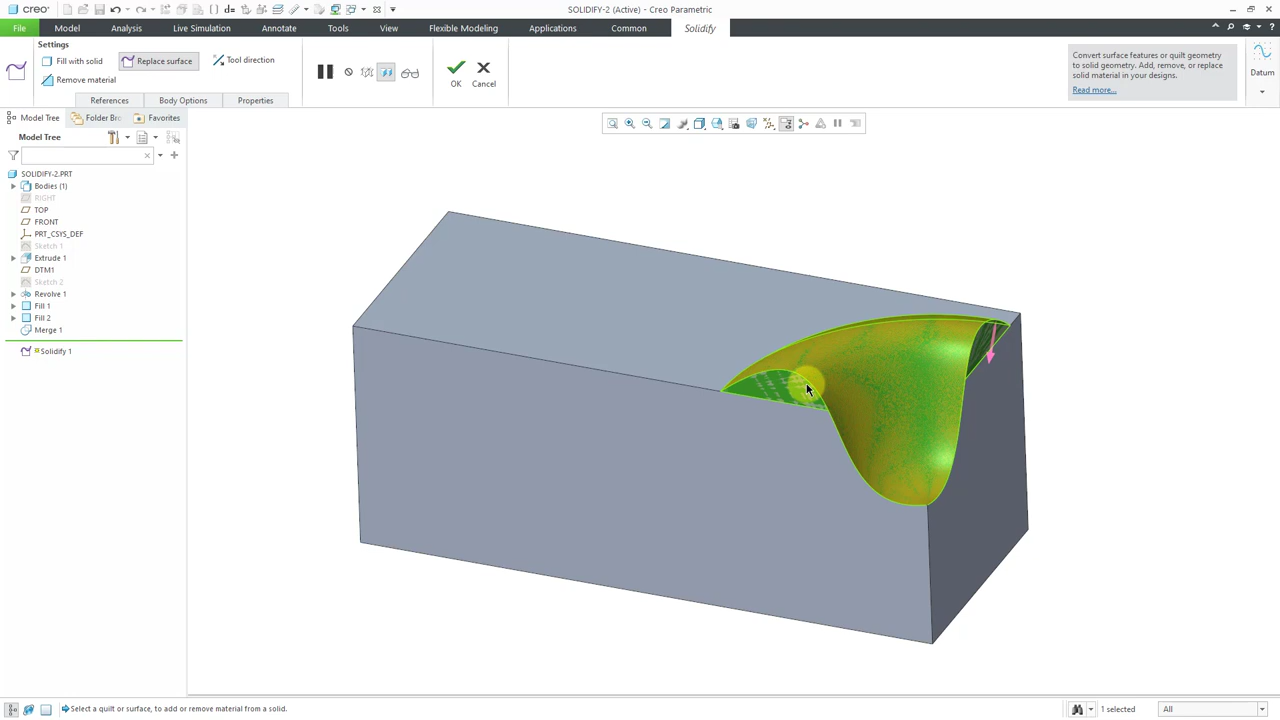 creo
SOLIDIFY-2 (Active) - Creo Parametric
File
Model
Analysis
Live Simulation
Annotate
Tools
View
Flexible Modeling
Applications
Common
Solidify
Settings
Fill with solid
Replace surface
Tool direction
Remove material
OK
Cancel
Convert surface features or quilt geometry
to solid geometry. Add, remove, or replace
solid material in your designs.
Read more...
Datum
References
Body Options
Properties
Model Tree
Folder Bro
Favorites
Model Tree
SOLIDIFY-2.PRT
Bodies (1)
RIGHT
TOP
FRONT
PRT_CSYS_DEF
Sketch 1
Extrude 1
DTM1
Sketch 2
Revolve 1
Fill 1
Fill 2
Merge 1
Solidify 1
Select a quilt or surface, to add or remove material from a solid.
1 selected
All